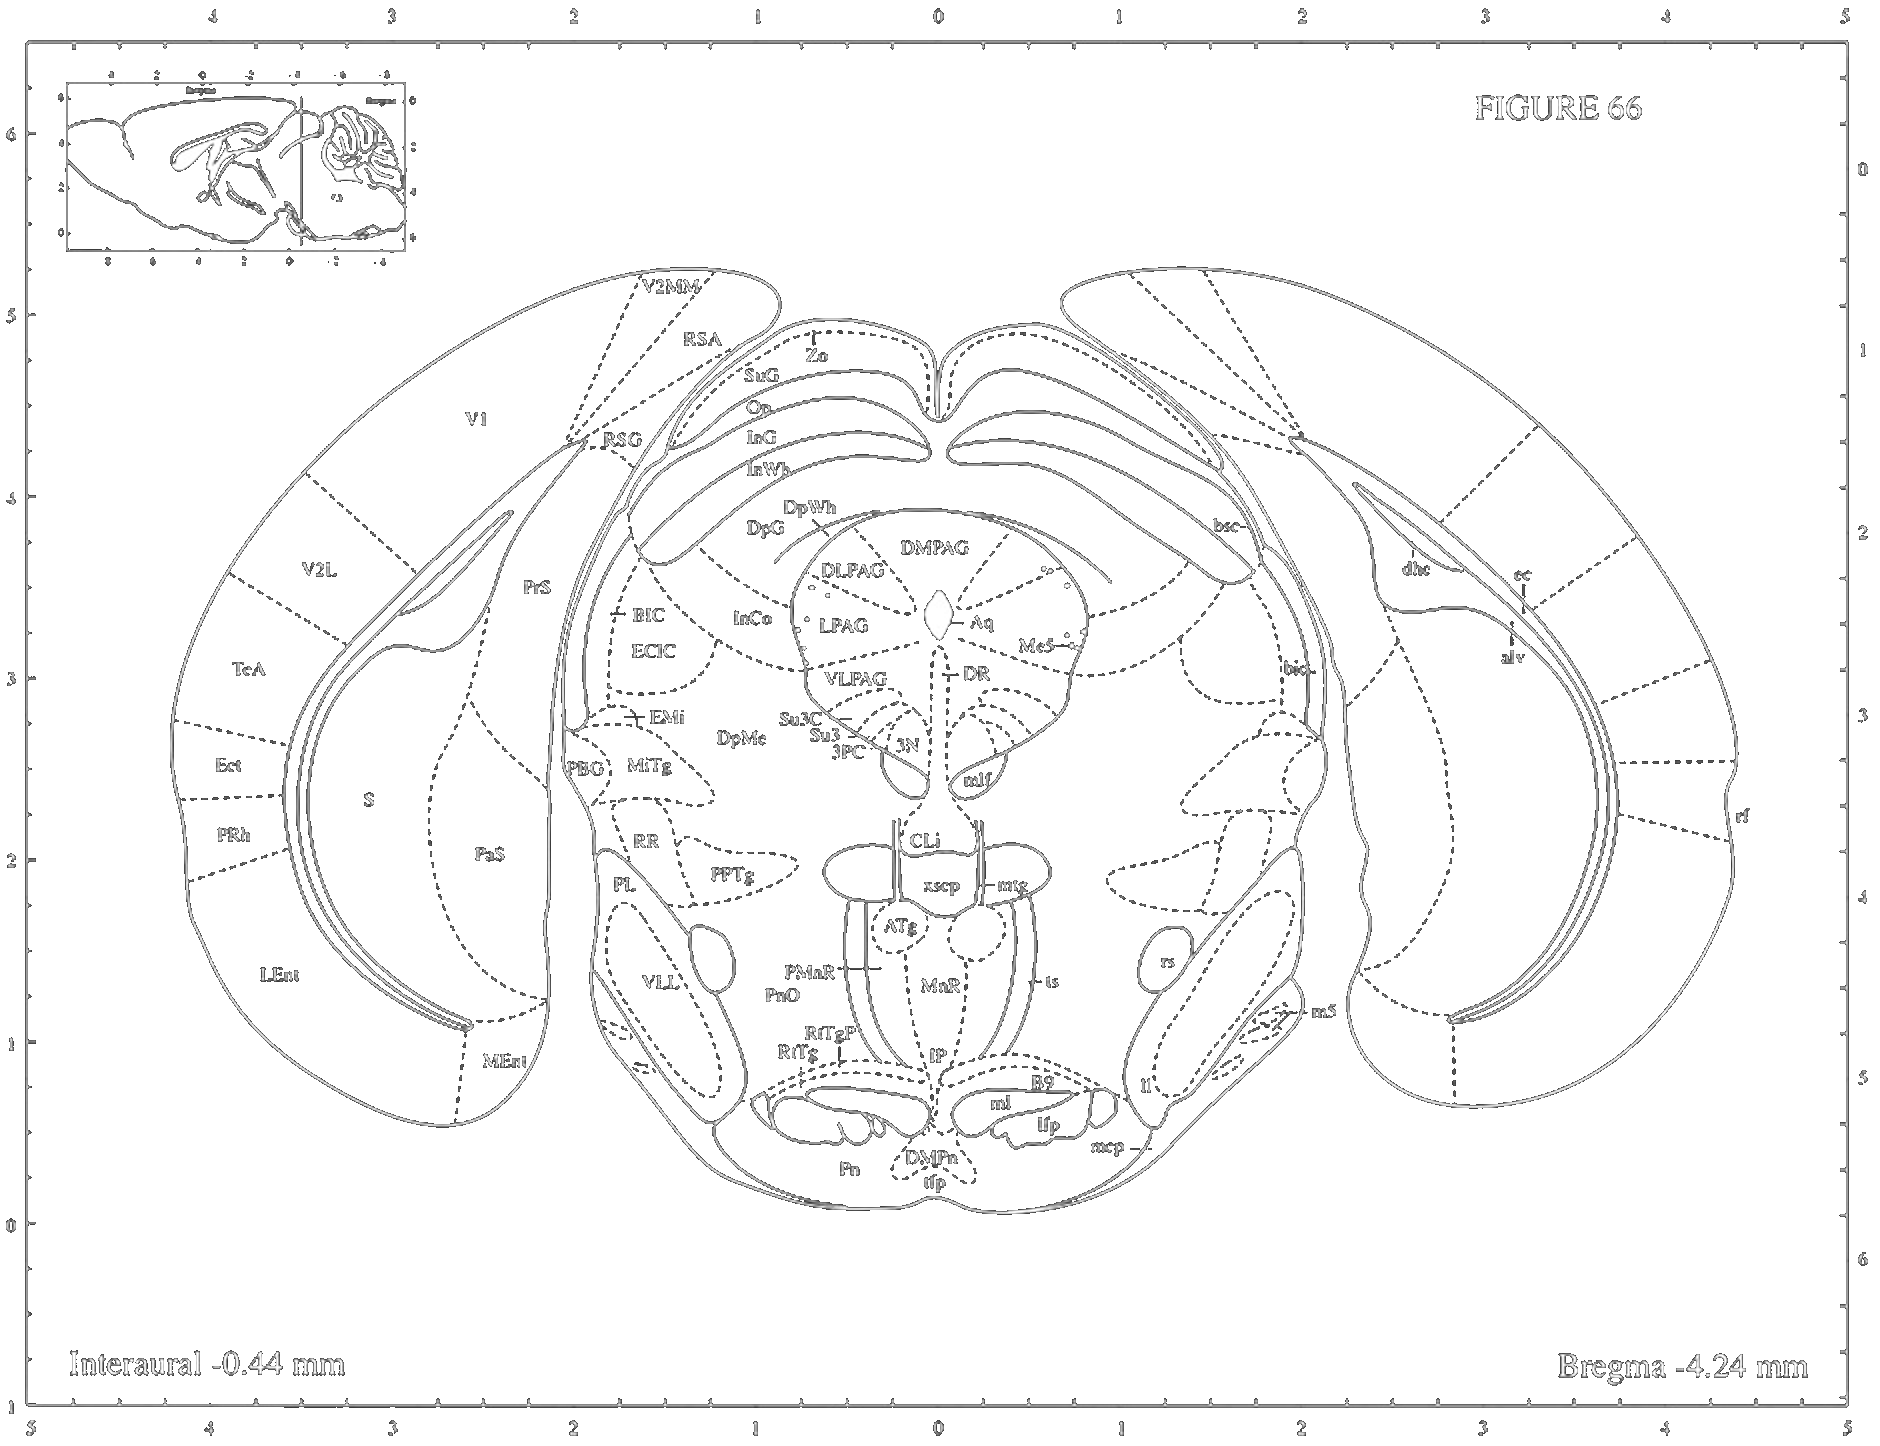 4 3 2 1 0 1 2 3 4 5
FIGURE 66
Bregma
Bregma
6
5
4
3
2
1
0
1
0
1
2
3
4
5
6
V2MM
RSA
Zo
SuG
Op
V1
RSG
InG
InWh
DpWh
DpG
bsc
DMPAG
DLPAG
V2L
dhc
ec
PrS
BIC
InCo
LPAG
Aq
ECIC
Me5
alv
TeA
VLPAG
DR
bic
EMi
Su3C
Su3
DpMe
3PC
3N
Ect
PBG
MiTg
mlf
S
rf
PRh
RR
CLi
PaS
PPTg
PL
xscp
mtg
ATg
LEnt
PMnR
rs
VLL
PnO
MnR
ts
m5
RtTgP
RtTg
IP
MEnt
B9
ll
ml
lfp
mcp
DMPn
Pn
tfp
Interaural -0.44 mm
Bregma -4.24 mm
5 4 3 2 1 0 1 2 3 4 5